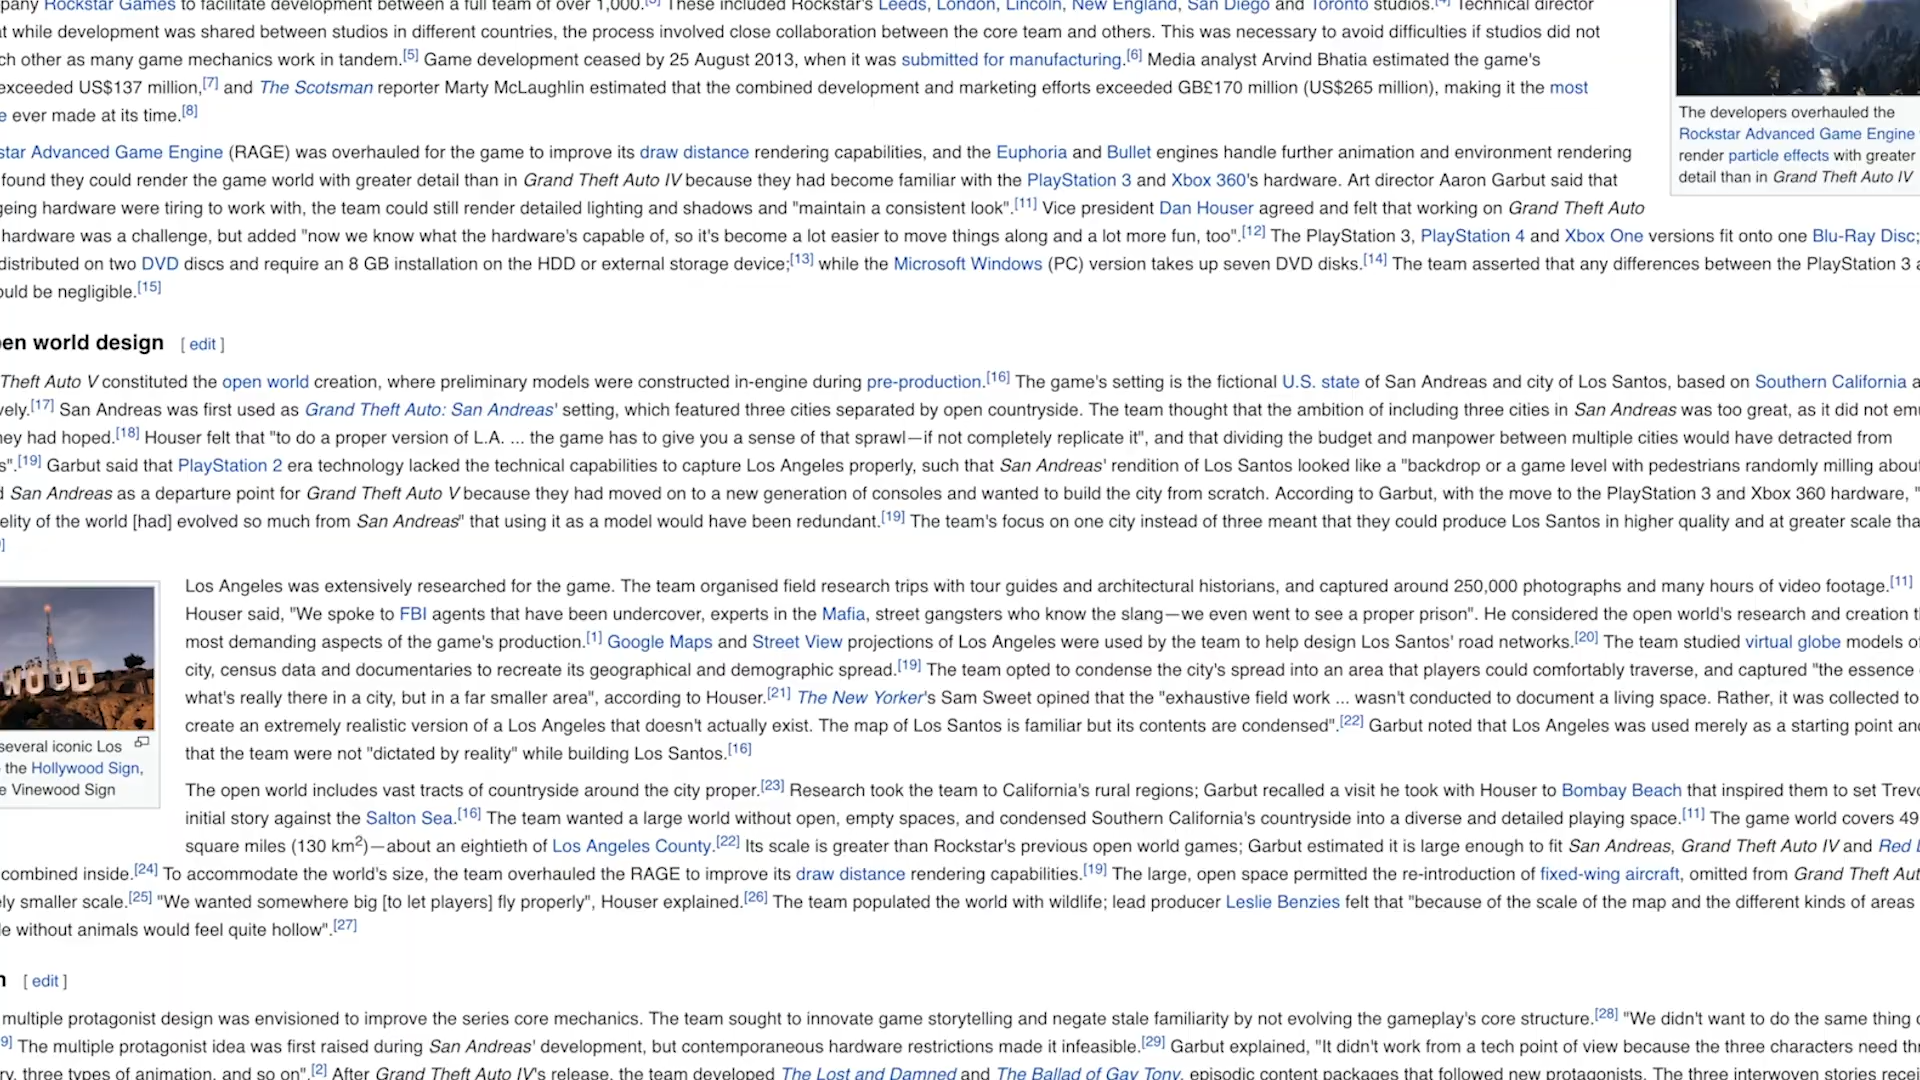 pany Rockstar Games to facilitate development between a full team of over 1,000.[3] These included Rockstar's Leeds, London, Lincoln, New England, San Diego and Toronto studios.[4] Technical director
at while development was shared between studios in different countries, the process involved close collaboration between the core team and others. This was necessary to avoid difficulties if studios did not
ch other as many game mechanics work in tandem.[5] Game development ceased by 25 August 2013, when it was submitted for manufacturing.[6] Media analyst Arvind Bhatia estimated the game's
exceeded US$137 million,[7] and The Scotsman reporter Marty McLaughlin estimated that the combined development and marketing efforts exceeded GB£170 million (US$265 million), making it the most
e ever made at its time.[8]
The developers overhauled the
Rockstar Advanced Game Engine
render particle effects with greater
detail than in Grand Theft Auto IV
star Advanced Game Engine (RAGE) was overhauled for the game to improve its draw distance rendering capabilities, and the Euphoria and Bullet engines handle further animation and environment rendering
found they could render the game world with greater detail than in Grand Theft Auto IV because they had become familiar with the PlayStation 3 and Xbox 360's hardware. Art director Aaron Garbut said that
geing hardware were tiring to work with, the team could still render detailed lighting and shadows and "maintain a consistent look".[11] Vice president Dan Houser agreed and felt that working on Grand Theft Auto
hardware was a challenge, but added "now we know what the hardware's capable of, so it's become a lot easier to move things along and a lot more fun, too".[12] The PlayStation 3, PlayStation 4 and Xbox One versions fit onto one Blu-Ray Disc;
distributed on two DVD discs and require an 8 GB installation on the HDD or external storage device;[13] while the Microsoft Windows (PC) version takes up seven DVD disks.[14] The team asserted that any differences between the PlayStation 3 a
ould be negligible.[15]
en world design [ edit ]
Theft Auto V constituted the open world creation, where preliminary models were constructed in-engine during pre-production.[16] The game's setting is the fictional U.S. state of San Andreas and city of Los Santos, based on Southern California a
vely.[17] San Andreas was first used as Grand Theft Auto: San Andreas' setting, which featured three cities separated by open countryside. The team thought that the ambition of including three cities in San Andreas was too great, as it did not em
hey had hoped.[18] Houser felt that "to do a proper version of L.A. ... the game has to give you a sense of that sprawl—if not completely replicate it", and that dividing the budget and manpower between multiple cities would have detracted from
s".[19] Garbut said that PlayStation 2 era technology lacked the technical capabilities to capture Los Angeles properly, such that San Andreas' rendition of Los Santos looked like a "backdrop or a game level with pedestrians randomly milling about
d San Andreas as a departure point for Grand Theft Auto V because they had moved on to a new generation of consoles and wanted to build the city from scratch. According to Garbut, with the move to the PlayStation 3 and Xbox 360 hardware, "
elity of the world [had] evolved so much from San Andreas" that using it as a model would have been redundant.[19] The team's focus on one city instead of three meant that they could produce Los Santos in higher quality and at greater scale tha
]
WOOD
several iconic Los
the Hollywood Sign,
e Vinewood Sign
Los Angeles was extensively researched for the game. The team organised field research trips with tour guides and architectural historians, and captured around 250,000 photographs and many hours of video footage.[11]
Houser said, "We spoke to FBI agents that have been undercover, experts in the Mafia, street gangsters who know the slang—we even went to see a proper prison". He considered the open world's research and creation t
most demanding aspects of the game's production.[1] Google Maps and Street View projections of Los Angeles were used by the team to help design Los Santos' road networks.[20] The team studied virtual globe models o
city, census data and documentaries to recreate its geographical and demographic spread.[19] The team opted to condense the city's spread into an area that players could comfortably traverse, and captured "the essence
what's really there in a city, but in a far smaller area", according to Houser.[21] The New Yorker's Sam Sweet opined that the "exhaustive field work ... wasn't conducted to document a living space. Rather, it was collected to
create an extremely realistic version of a Los Angeles that doesn't actually exist. The map of Los Santos is familiar but its contents are condensed".[22] Garbut noted that Los Angeles was used merely as a starting point an
that the team were not "dictated by reality" while building Los Santos.[16]
The open world includes vast tracts of countryside around the city proper.[23] Research took the team to California's rural regions; Garbut recalled a visit he took with Houser to Bombay Beach that inspired them to set Trev
initial story against the Salton Sea.[16] The team wanted a large world without open, empty spaces, and condensed Southern California's countryside into a diverse and detailed playing space.[11] The game world covers 49
square miles (130 km2)—about an eightieth of Los Angeles County.[22] Its scale is greater than Rockstar's previous open world games; Garbut estimated it is large enough to fit San Andreas, Grand Theft Auto IV and Red
combined inside.[24] To accommodate the world's size, the team overhauled the RAGE to improve its draw distance rendering capabilities.[19] The large, open space permitted the re-introduction of fixed-wing aircraft, omitted from Grand Theft Aut
ly smaller scale.[25] "We wanted somewhere big [to let players] fly properly", Houser explained.[26] The team populated the world with wildlife; lead producer Leslie Benzies felt that "because of the scale of the map and the different kinds of areas
le without animals would feel quite hollow".[27]
n [ edit ]
multiple protagonist design was envisioned to improve the series core mechanics. The team sought to innovate game storytelling and negate stale familiarity by not evolving the gameplay's core structure.[28] "We didn't want to do the same thing
9] The multiple protagonist idea was first raised during San Andreas' development, but contemporaneous hardware restrictions made it infeasible.[29] Garbut explained, "It didn't work from a tech point of view because the three characters need th
ry, three types of animation, and so on".[2] After Grand Theft Auto IV's release, the team developed The Lost and Damned and The Ballad of Gay Tony, episodic content packages that followed new protagonists. The three interwoven stories recei